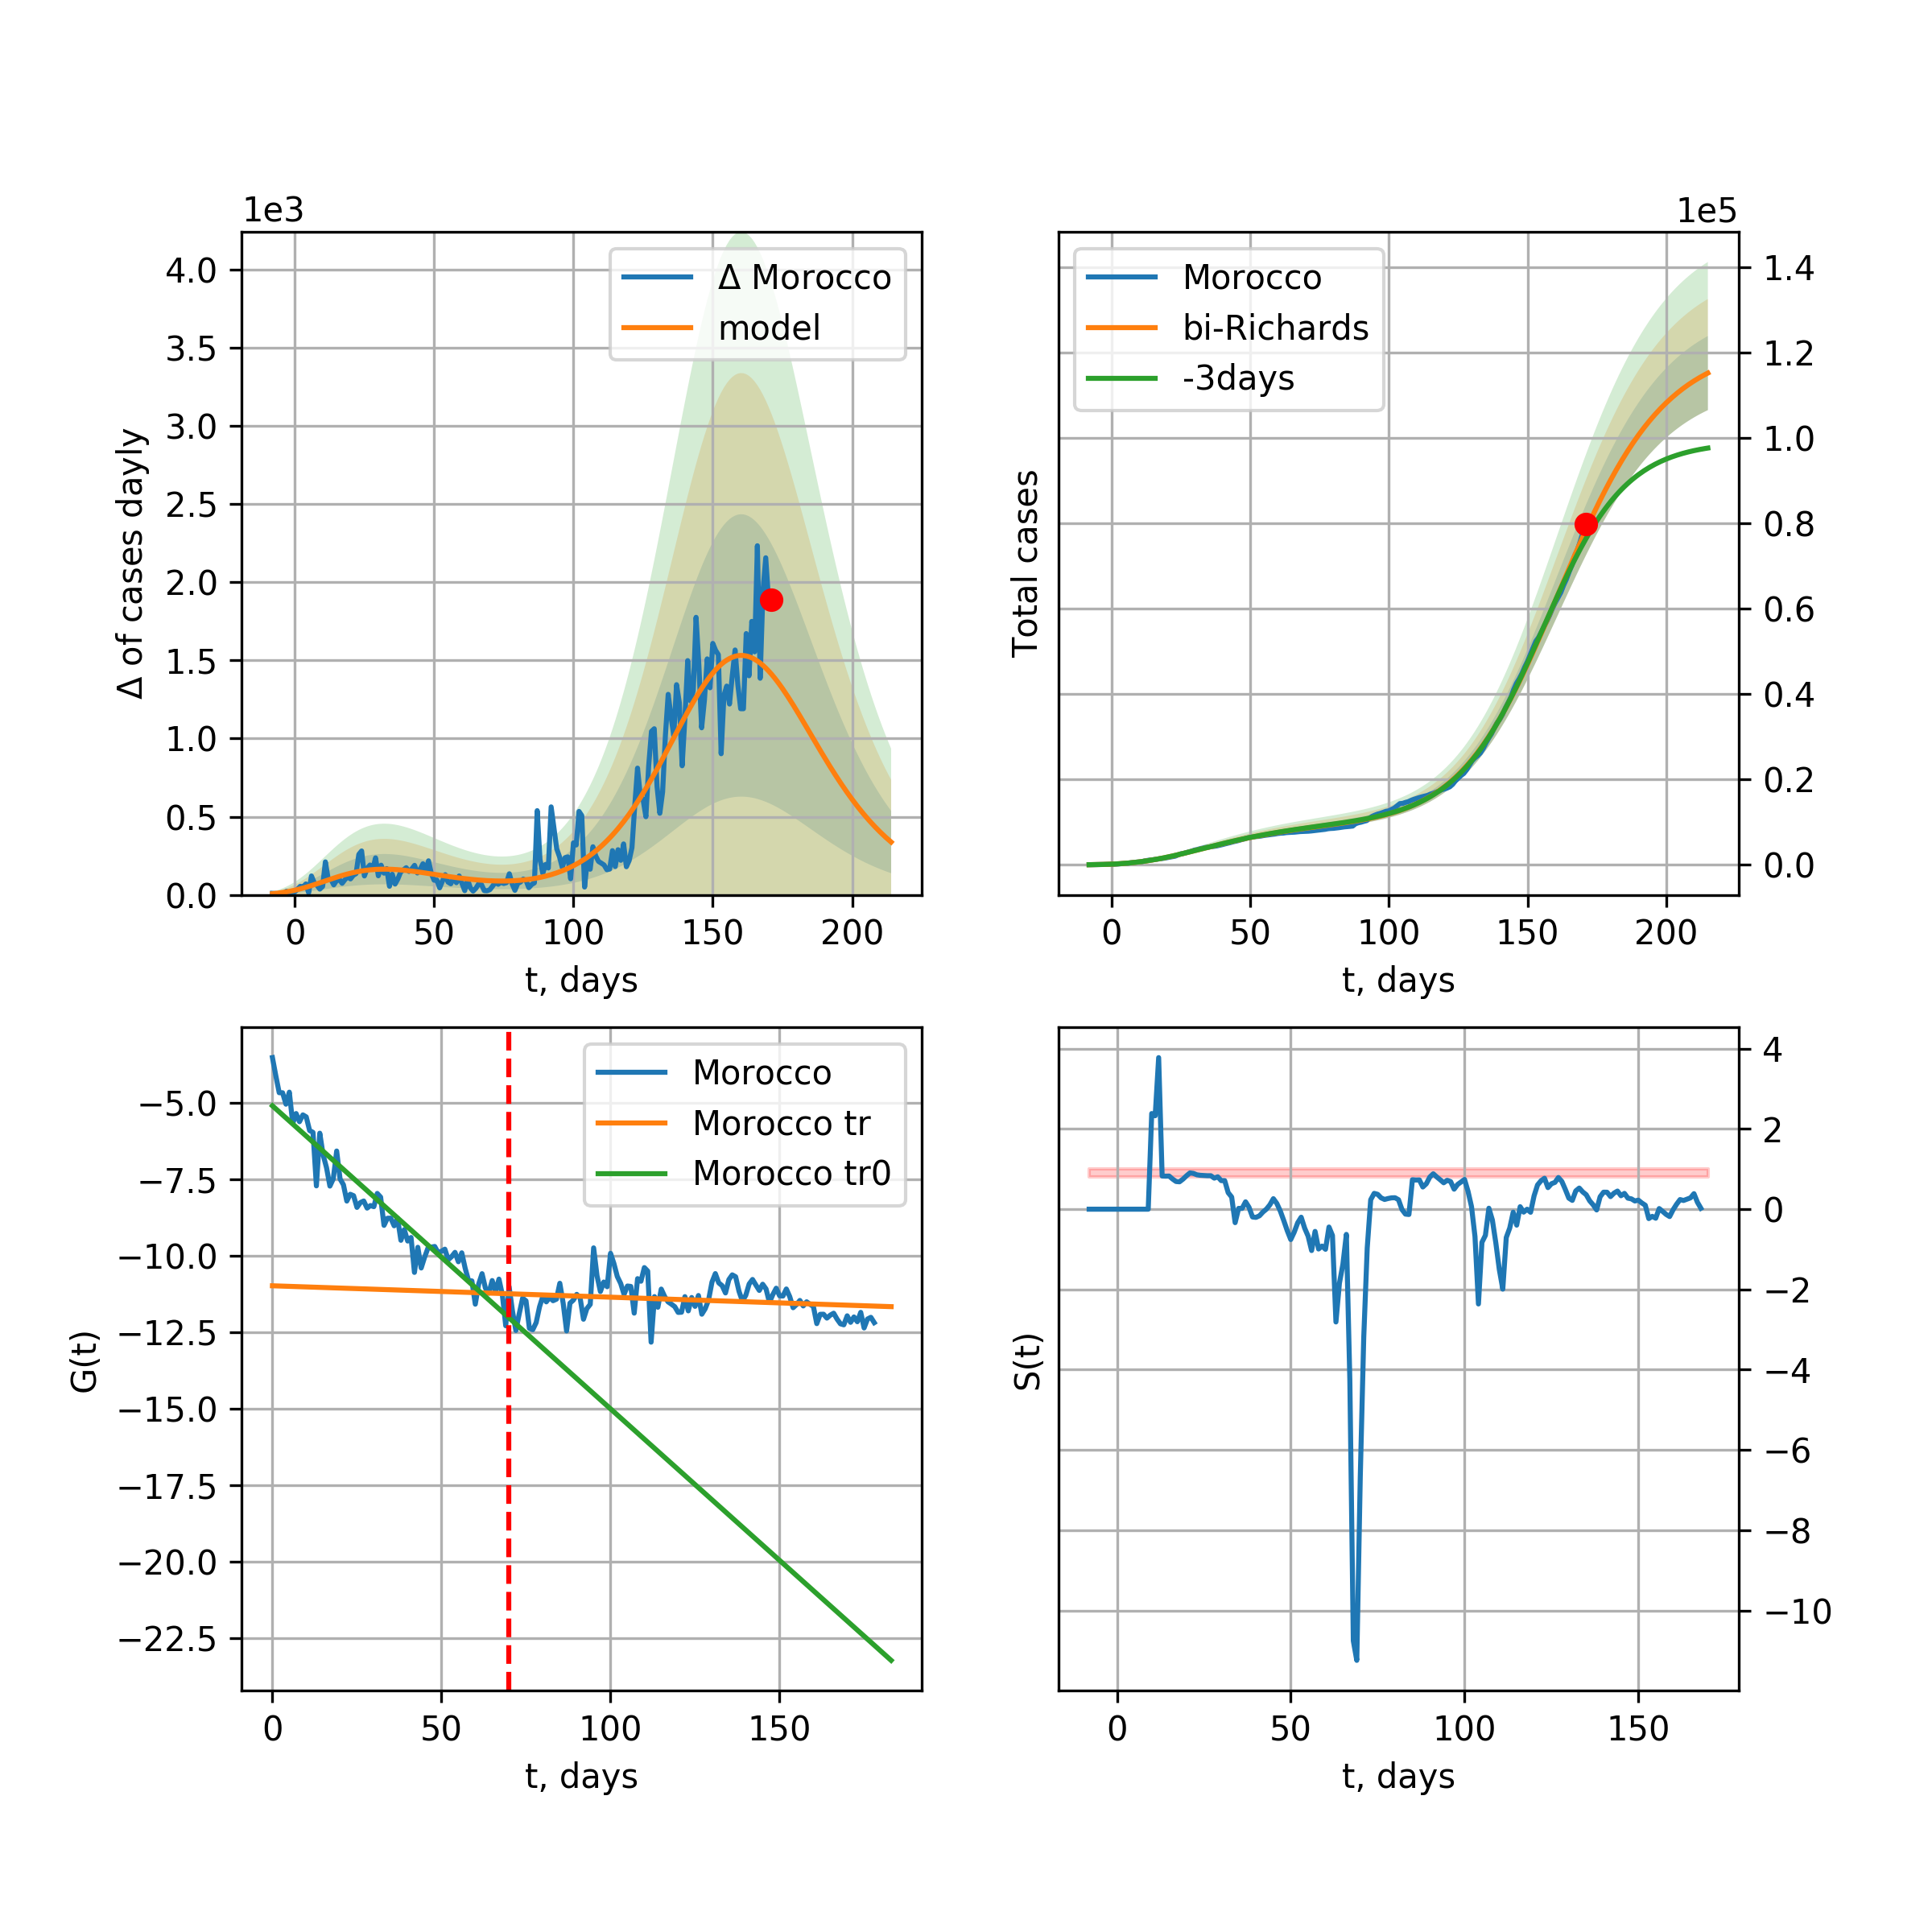 1e3
Δ of cases dayly
4.0
3.5
3.0
2.5
2.0
1.5
1.0
0.5
0.0
Δ Morocco
model
0 50 100 150 200
t, days
1e5
Total cases
Morocco
bi-Richards
-3days
1.4
1.2
1.0
0.8
0.6
0.4
0.2
0.0
0 50 100 150 200
t, days
G(t)
−5.0
−7.5
−10.0
−12.5
−15.0
−17.5
−20.0
−22.5
Morocco
Morocco tr
Morocco tr0
0 50 100 150
t, days
S(t)
4
2
0
−2
−4
−6
−8
−10
0 50 100 150
t, days